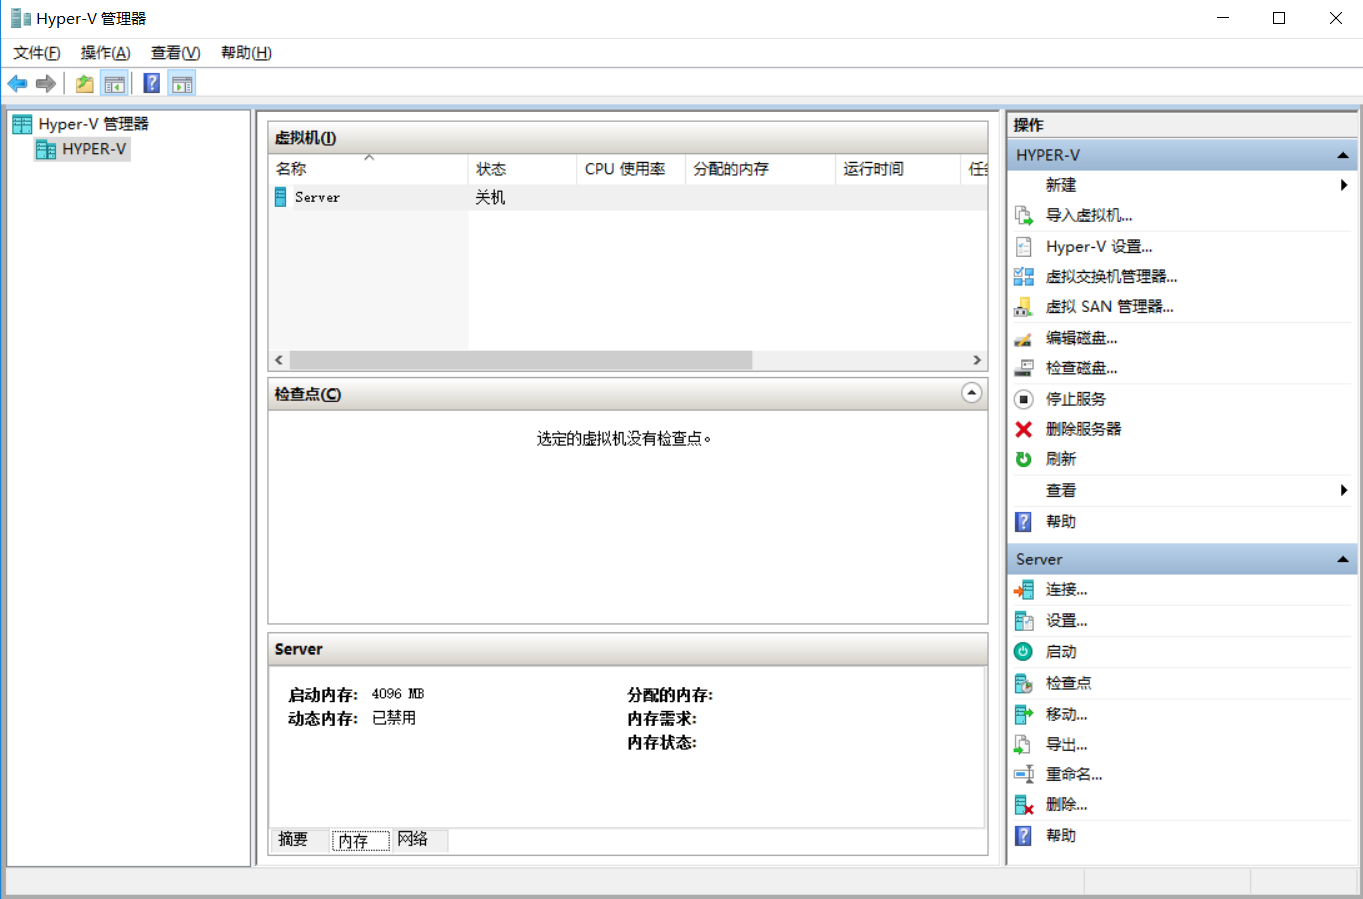 Hyper-V 管理器
文件(F) 操作(A) 查看(V) 帮助(H)
Hyper-V 管理器
HYPER-V
虚拟机(I)
名称 状态 CPU 使用率 分配的内存 运行时间
Server 关机
检查点(C)
选定的虚拟机没有检查点。
Server
启动内存: 4096 MB
动态内存: 已禁用
分配的内存:
内存需求:
内存状态:
摘要 内存 网络
操作
HYPER-V
新建
导入虚拟机...
Hyper-V 设置...
虚拟交换机管理器...
虚拟 SAN 管理器...
编辑磁盘...
检查磁盘...
停止服务
删除服务器
刷新
查看
帮助
Server
连接...
设置...
启动
检查点
移动...
导出...
重命名...
删除...
帮助